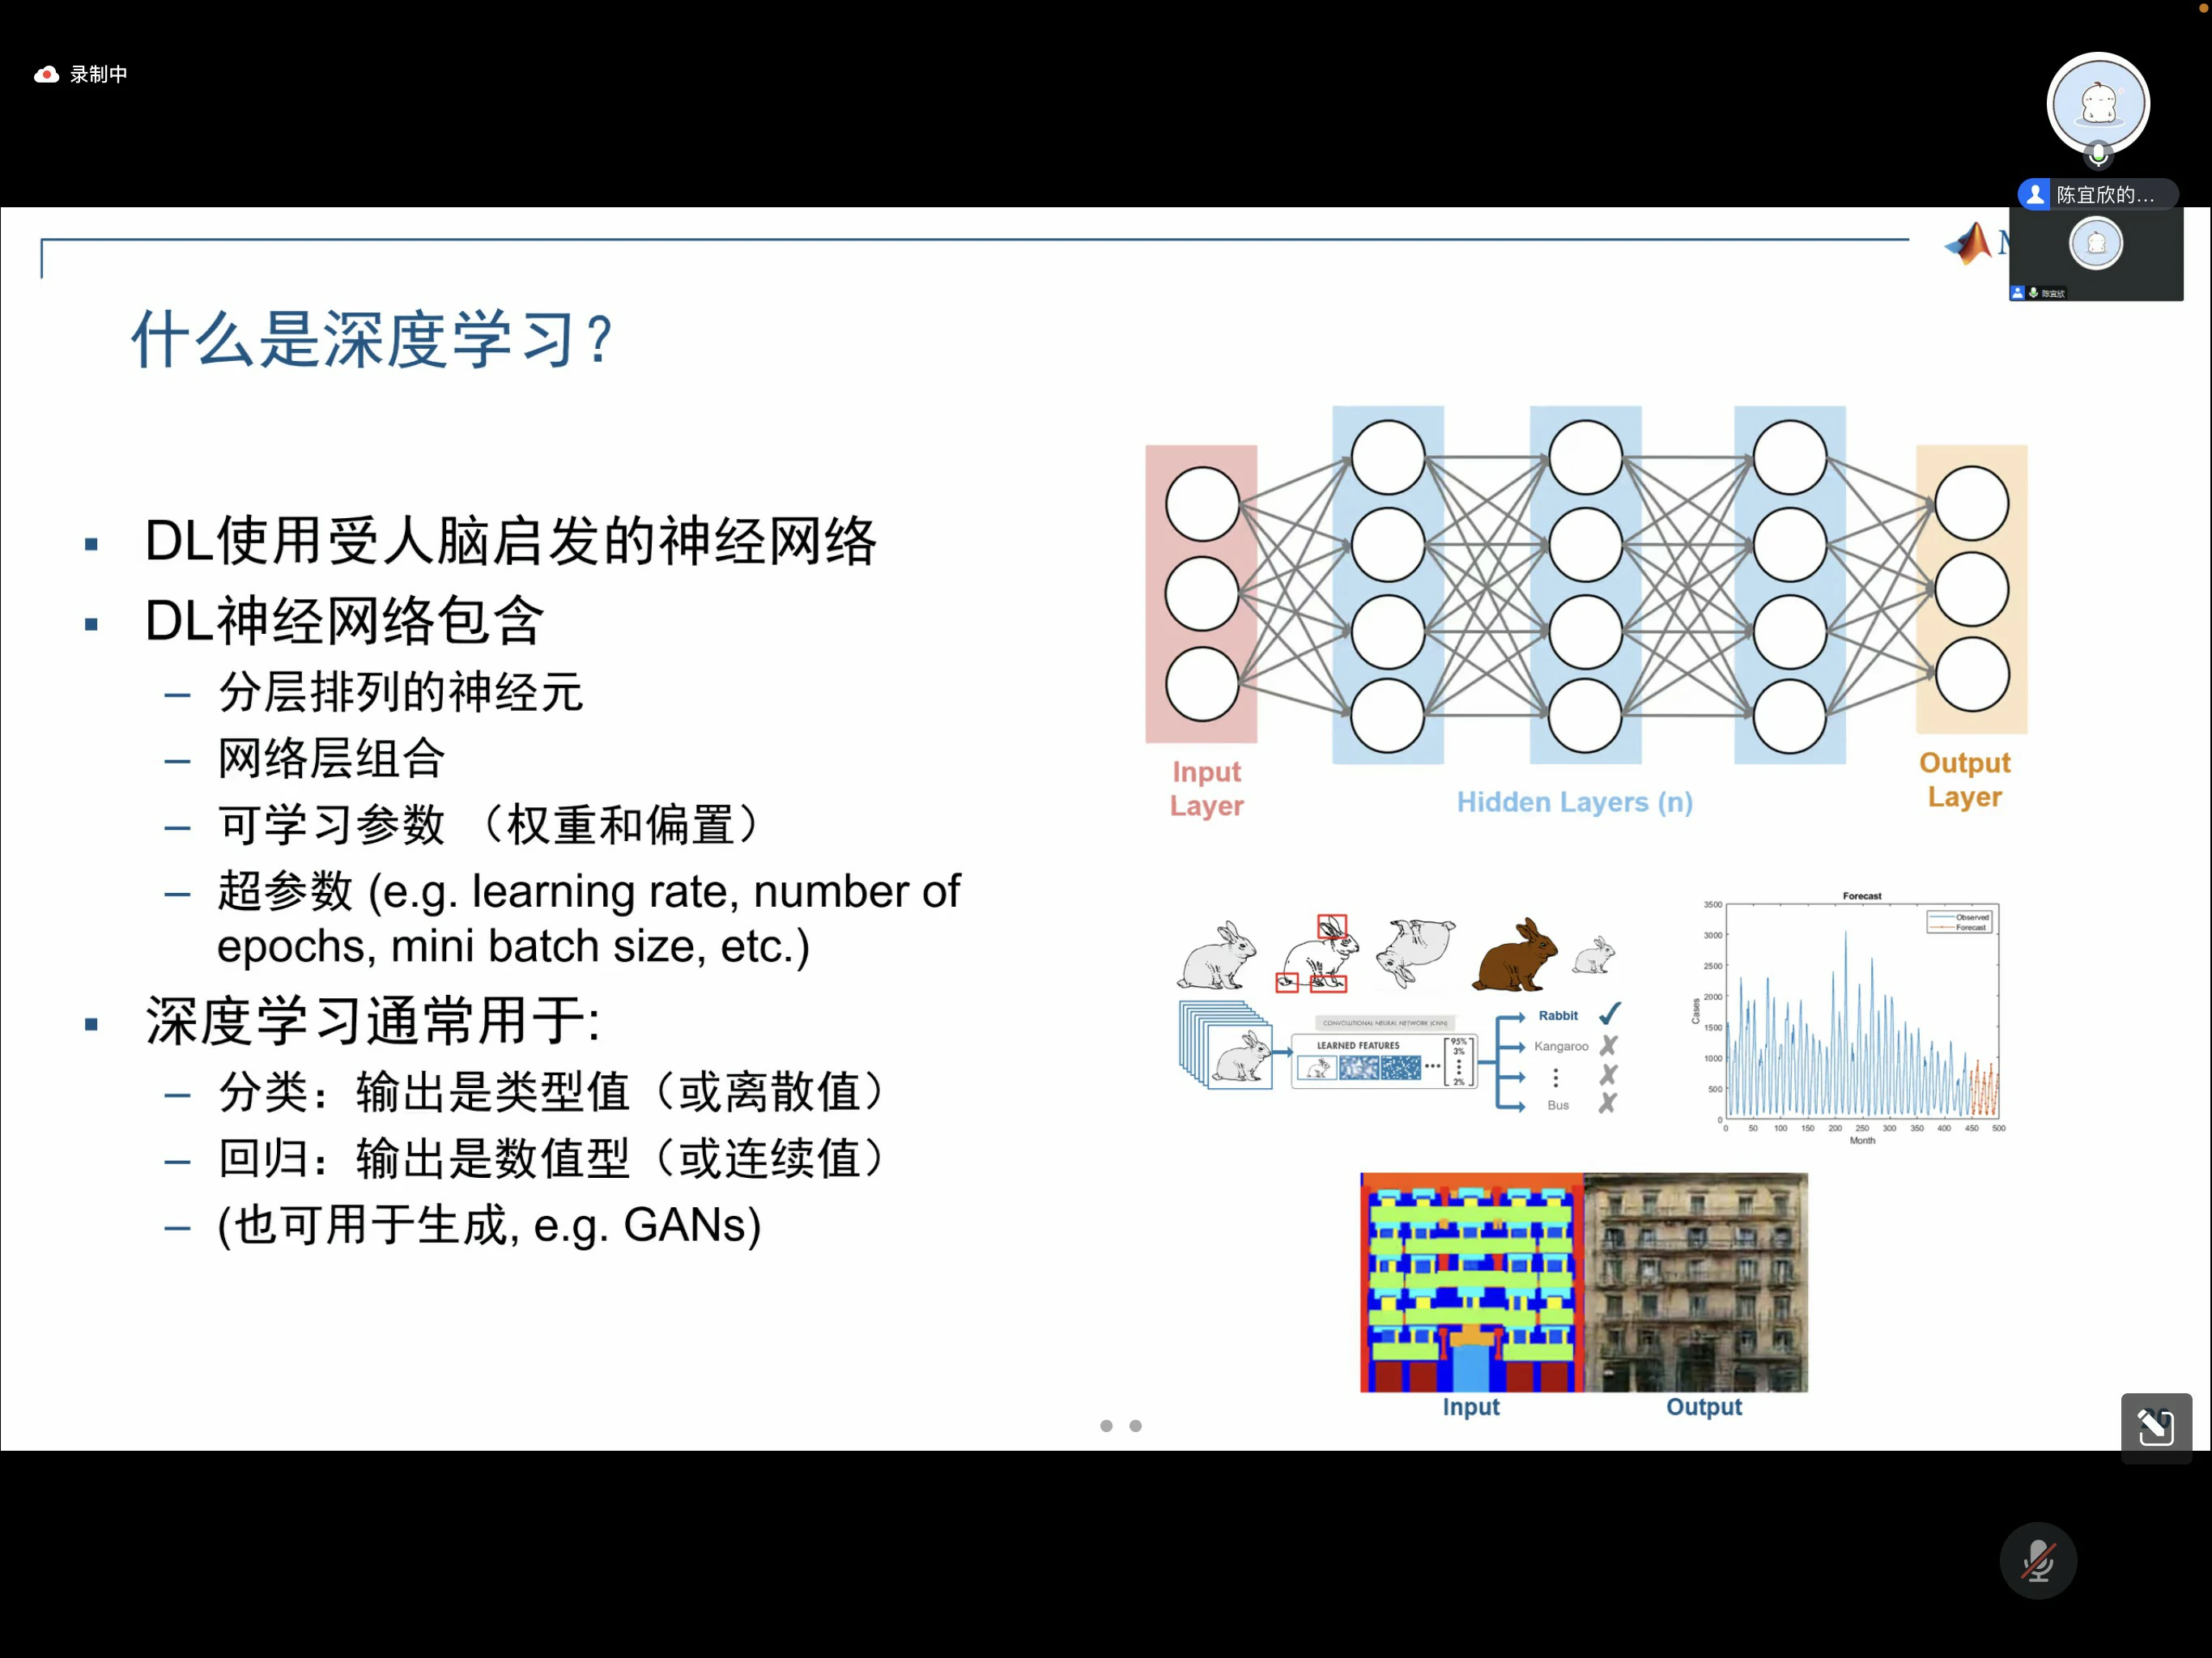 录制中
陈宜欣的...
陈宜欣
什么是深度学习？
DL使用受人脑启发的神经网络
DL神经网络包含
分层排列的神经元
网络层组合
可学习参数 （权重和偏置）
超参数 (e.g. learning rate, number of
epochs, mini batch size, etc.)
深度学习通常用于:
分类：输出是类型值（或离散值）
回归：输出是数值型（或连续值）
(也可用于生成, e.g. GANs)
Input
Layer
Hidden Layers (n)
Output
Layer
CONVOLUTIONAL NEURAL NETWORK (CNN)
LEARNED FEATURES
95%
3%
2%
Rabbit
Kangaroo
Bus
Forecast
Observed
Forecast
Cases
3500
3000
2500
2000
1500
1000
500
0
0 50 100 150 200 250 300 350 400 450 500
Month
Input
Output